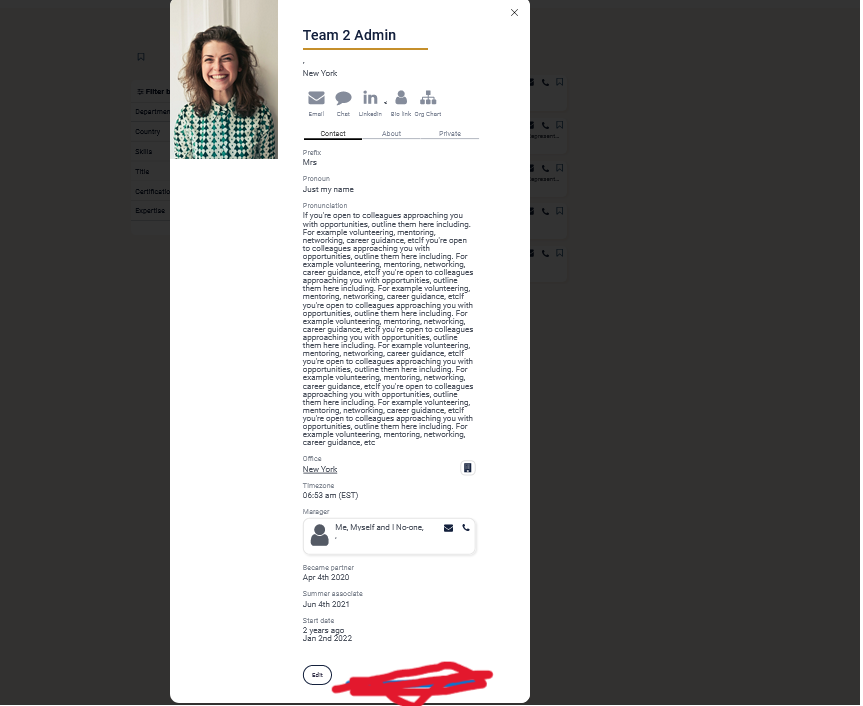 Team 2 Admin
,
New York
Email
Chat
LinkedIn
Bio link
Org Chart
Contact
About
Private
Filter b
Departmen
Country
Skills
Title
Certificatio
Expertise
Prefix
Mrs
Pronoun
Just my name
Pronunciation
If you're open to colleagues approaching you
with opportunities, outline them here including.
For example volunteering, mentoring,
networking, career guidance, etcIf you're open
to colleagues approaching you with
opportunities, outline them here including. For
example volunteering, mentoring, networking,
career guidance, etcIf you're open to colleagues
approaching you with opportunities, outline
them here including. For example volunteering,
mentoring, networking, career guidance, etcIf
you're open to colleagues approaching you with
opportunities, outline them here including. For
example volunteering, mentoring, networking,
career guidance, etcIf you're open to colleagues
approaching you with opportunities, outline
them here including. For example volunteering,
mentoring, networking, career guidance, etcIf
you're open to colleagues approaching you with
opportunities, outline them here including. For
example volunteering, mentoring, networking,
career guidance, etcIf you're open to colleagues
approaching you with opportunities, outline
them here including. For example volunteering,
mentoring, networking, career guidance, etcIf
you're open to colleagues approaching you with
opportunities, outline them here including. For
example volunteering, mentoring, networking,
career guidance, etc
Office
New York
Timezone
06:53 am (EST)
Manager
Me, Myself and I No-one,
,
Became partner
Apr 4th 2020
Summer associate
Jun 4th 2021
Start date
2 years ago
Jan 2nd 2022
Edit